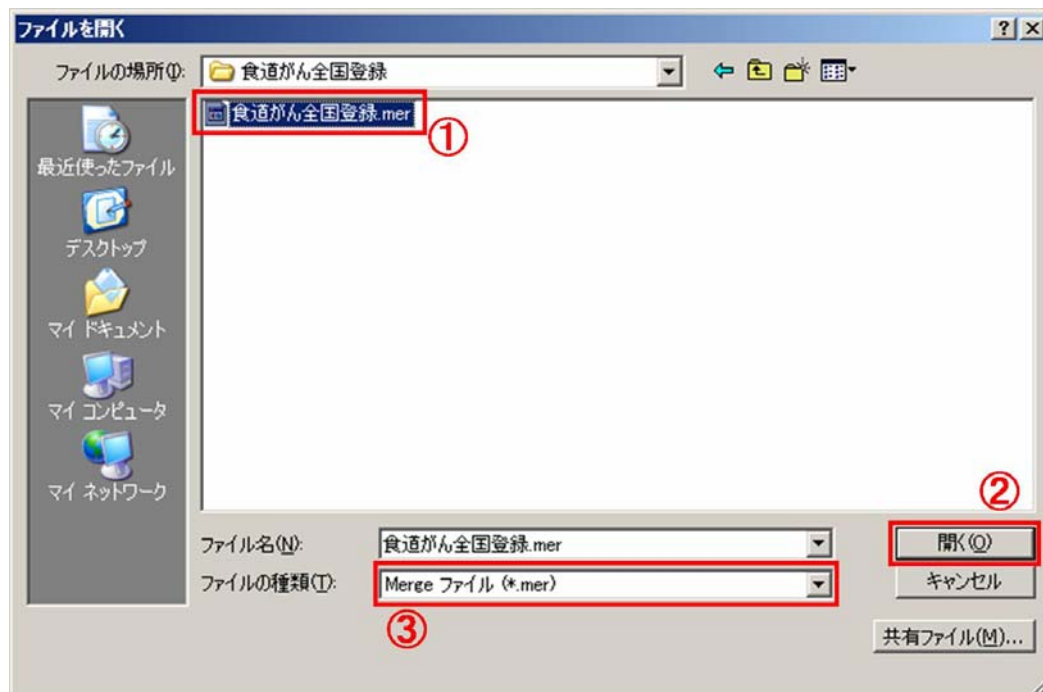 ファイルを開く
ファイルの場所(I):
食道がん全国登録
食道がん全国登録.mer
①
最近使ったファイル
デスクトップ
マイ ドキュメント
マイ コンピュータ
マイ ネットワーク
②
ファイル名(N):
食道がん全国登録.mer
開く(O)
ファイルの種類(T):
Merge ファイル (*.mer)
キャンセル
③
共有ファイル(M)...